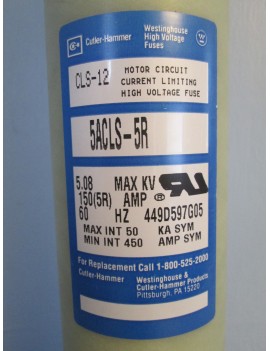 Cutler-Hammer
Westinghouse
High Voltage
Fuses
CLS-12 MOTOR CIRCUIT
CURRENT LIMITING
HIGH VOLTAGE FUSE
5ACLS-5R
5.08 MAX KV
150(5R) AMP ®
60 HZ 449D597G05
MAX INT 50 KA SYM
MIN INT 450 AMP SYM
For Replacement Call 1-800-525-2000
Cutler-Hammer
Westinghouse &
Cutler-Hammer Products
Pittsburgh, PA 15220